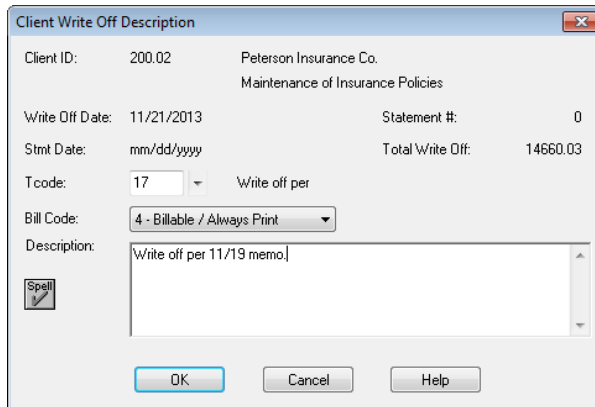 Client Write Off Description
Client ID: 200.02 Peterson Insurance Co.
Maintenance of Insurance Policies
Write Off Date: 11/21/2013 Statement #: 0
Stmt Date: mm/dd/yyyy Total Write Off: 14660.03
Tcode: 17 Write off per
Bill Code: 4 - Billable / Always Print
Description: Write off per 11/19 memo.
Spell
OK Cancel Help